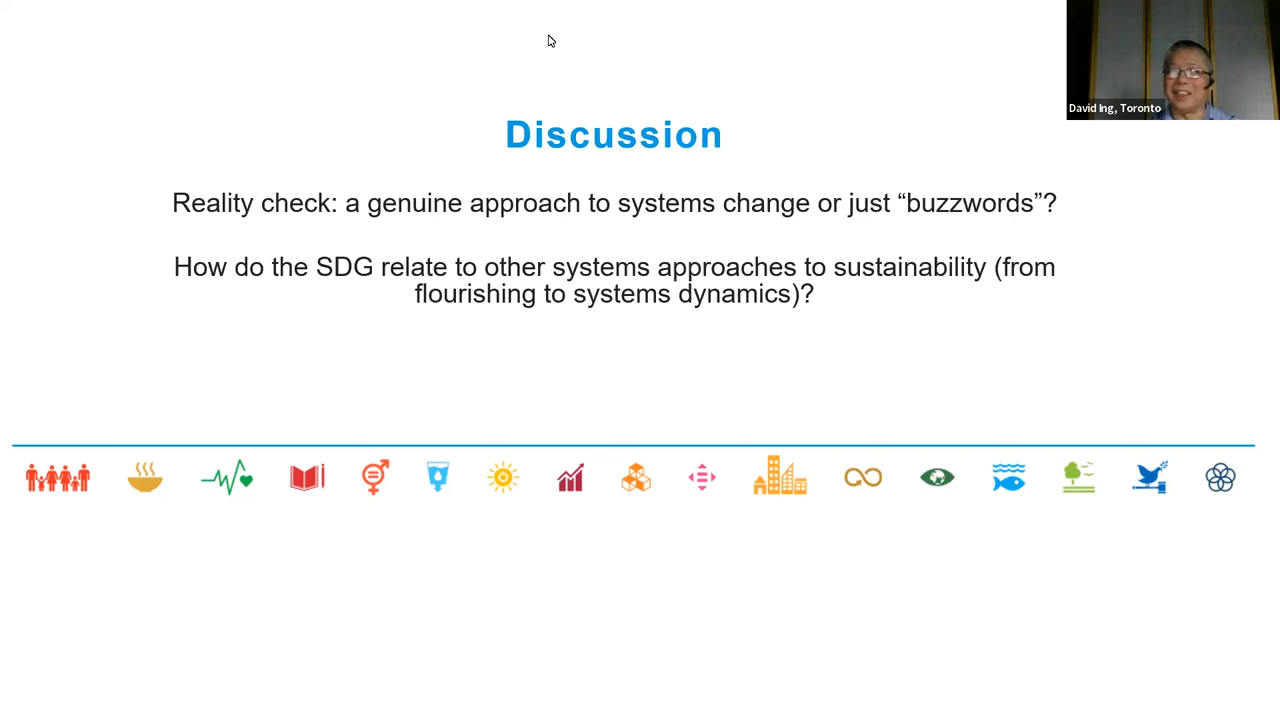 David Ing, Toronto
Discussion
Reality check: a genuine approach to systems change or just “buzzwords”?
How do the SDG relate to other systems approaches to sustainability (from
flourishing to systems dynamics)?